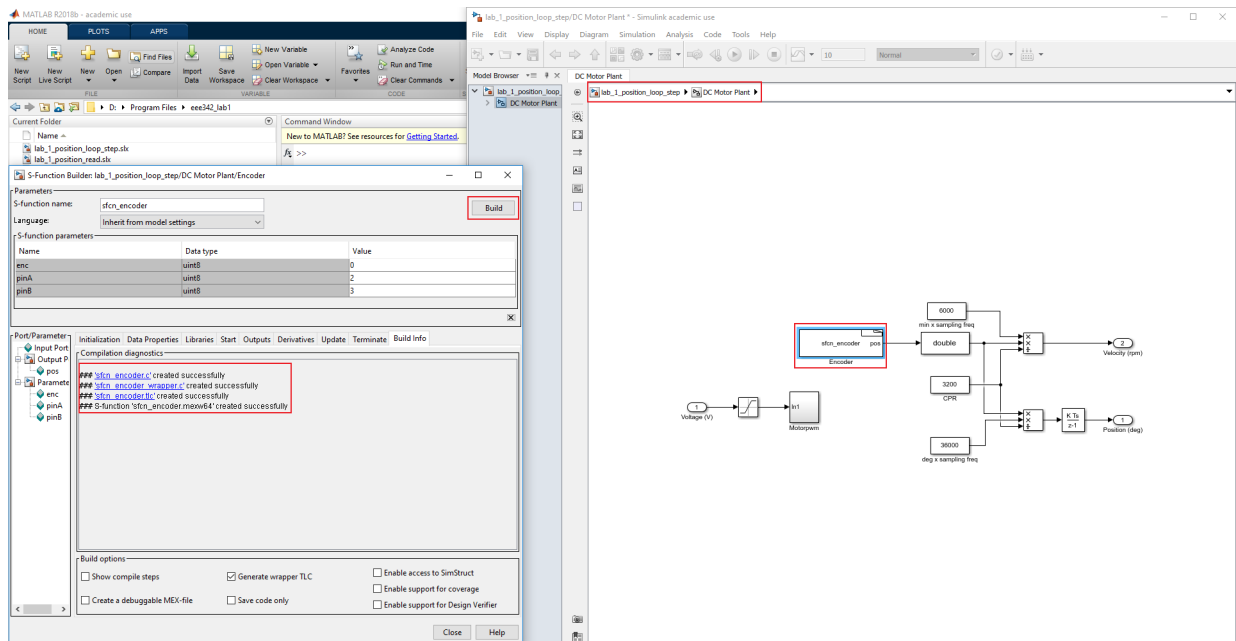 MATLAB R2018b - academic use
HOME PLOTS APPS
New Script
New Live Script
New
Open
Find Files
Compare
Import Data
Save Workspace
New Variable
Open Variable
Clear Workspace
Favorites
Analyze Code
Run and Time
Clear Commands
FILE VARIABLE CODE
D: Program Files eee342_lab1
Current Folder
Name
lab_1_position_loop_step.slx
lab_1_position_read.slx
Command Window
New to MATLAB? See resources for Getting Started.
fx >>
S-Function Builder: lab_1_position_loop_step/DC Motor Plant/Encoder
Parameters
S-function name: sfcn_encoder
Build
Language: Inherit from model settings
S-function parameters
Name Data type Value
enc uint8 0
pinA uint8 2
pinB uint8 3
Port/Parameter
Input Port
Output P
pos
Paramete
enc
pinA
pinB
Initialization Data Properties Libraries Start Outputs Derivatives Update Terminate Build Info
Compilation diagnostics
### 'sfcn_encoder.c' created successfully
### 'sfcn_encoder_wrapper.c' created successfully
### 'sfcn_encoder.tlc' created successfully
### S-function 'sfcn_encoder.mexw64' created successfully
Build options
Show compile steps
Generate wrapper TLC
Enable access to SimStruct
Enable support for coverage
Create a debuggable MEX-file
Save code only
Enable support for Design Verifier
Close Help
lab_1_position_loop_step/DC Motor Plant * - Simulink academic use
File Edit View Display Diagram Simulation Analysis Code Tools Help
10 Normal
Model Browser
DC Motor Plant
lab_1_position_loop
DC Motor Plant
lab_1_position_loop_step DC Motor Plant
6000
min x sampling freq
sfcn_encoder pos
Encoder
double
× × ÷
2
Velocity (rpm)
3200
CPR
1
Voltage (V)
In1
Motorpwm
× × ÷
K Ts
z-1
1
Position (deg)
36000
deg x sampling freq